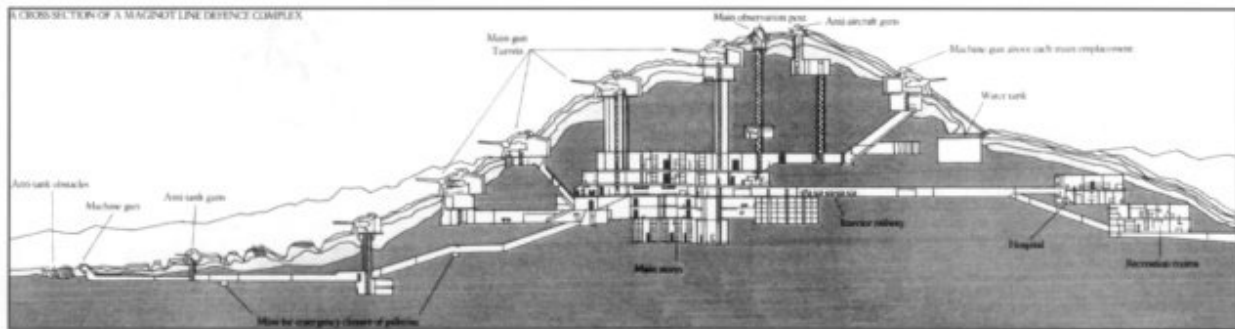 A CROSS-SECTION OF A MAGINOT LINE DEFENCE COMPLEX
Main observation post
Anti-aircraft guns
Main gun
Turrets
Machine gun above each main emplacement
Water tank
Anti-tank obstacles
Machine gun
Anti-tank guns
Interior railway
Hospital
Main stores
Recreation rooms
Mine for emergency closure of galleries